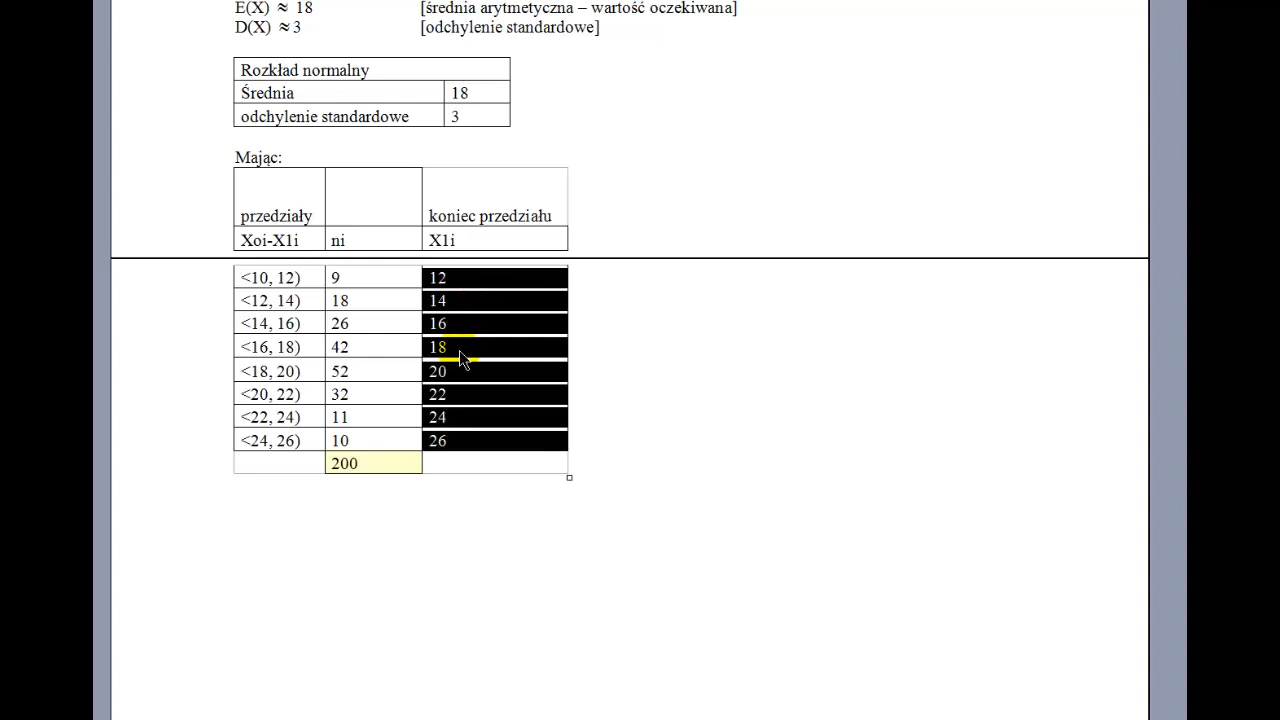 E(X) ≈ 18 [średnia arytmetyczna – wartość oczekiwana]
D(X) ≈3 [odchylenie standardowe]
Rozkład normalny
Średnia 18
odchylenie standardowe 3
Mając:
przedziały koniec przedziału
Xoi-X1i ni X1i
<10, 12) 9 12
<12, 14) 18 14
<14, 16) 26 16
<16, 18) 42 18
<18, 20) 52 20
<20, 22) 32 22
<22, 24) 11 24
<24, 26) 10 26
200